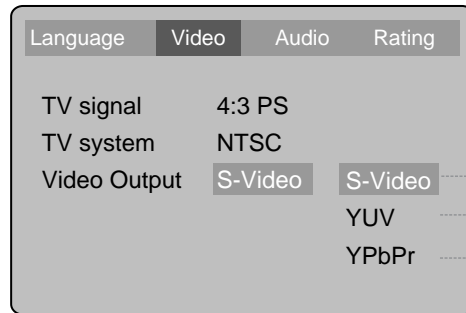 Language Video Audio Rating
TV signal 4:3 PS
TV system NTSC
Video Output S-Video S-Video
YUV
YPbPr